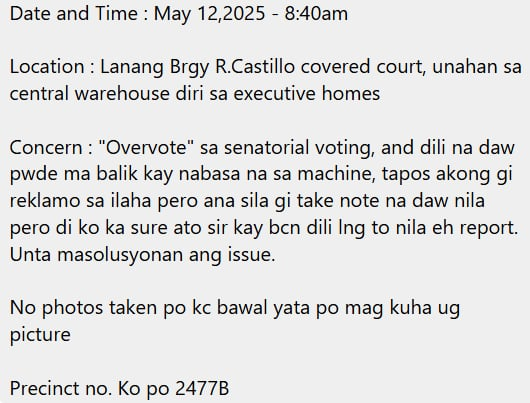 Date and Time : May 12,2025 - 8:40am
Location : Lanang Brgy R.Castillo covered court, unahan sa
central warehouse diri sa executive homes
Concern : "Overvote" sa senatorial voting, and dili na daw
pwde ma balik kay nabasa na sa machine, tapos akong gi
reklamo sa ilaha pero ana sila gi take note na daw nila
pero di ko ka sure ato sir kay bcn dili lng to nila eh report.
Unta masolusyonan ang issue.
No photos taken po kc bawal yata po mag kuha ug
picture
Precinct no. Ko po 2477B